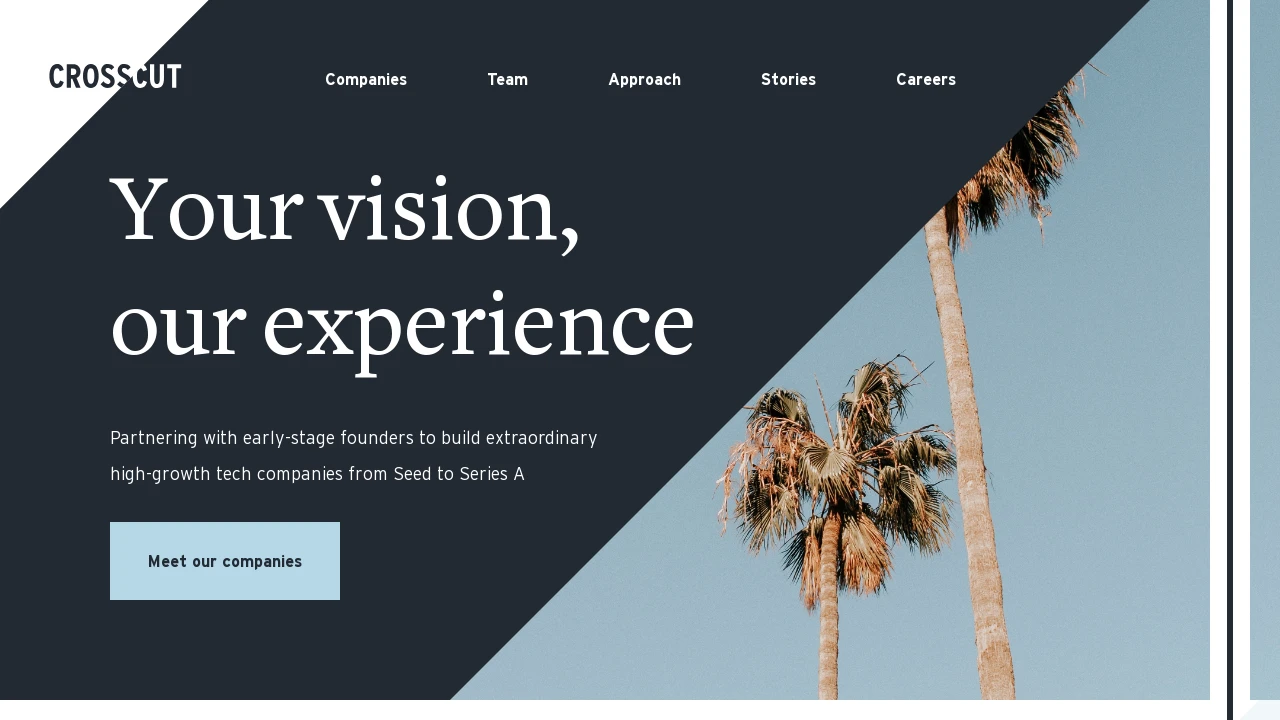 CROSSCUT
Companies
Team
Approach
Stories
Careers
Your vision,
our experience
Partnering with early-stage founders to build extraordinary
high-growth tech companies from Seed to Series A
Meet our companies